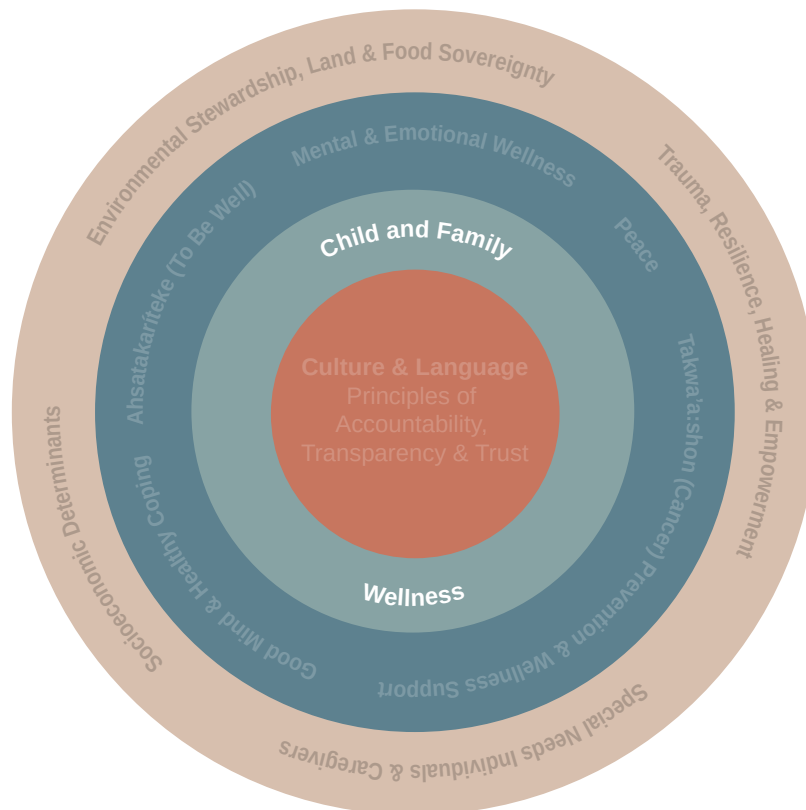 Environmental Stewardship, Land & Food Sovereignty
Trauma, Resilience, Healing & Empowerment
Special Needs Individuals & Caregivers
Socioeconomic Determinants
Mental & Emotional Wellness
Peace
Takwa’a:shon (Cancer) Prevention & Wellness Support
Good Mind & Healthy Coping
Ahsatakaríteke (To Be Well)
Child and Family
Wellness
Culture & Language
Principles of
Accountability,
Transparency & Trust